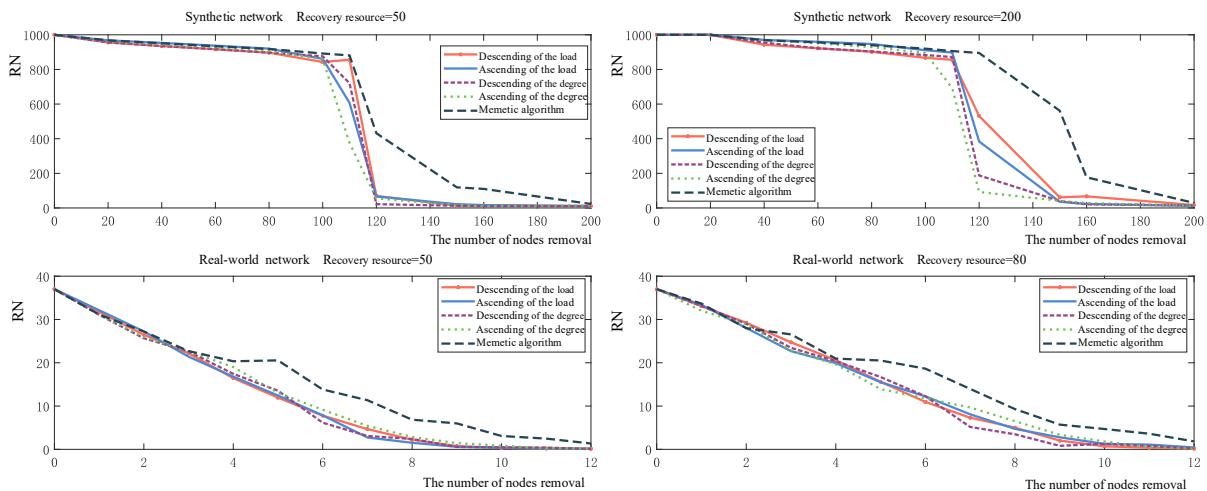 Synthetic network Recovery resource=50
RN
1000
800
600
400
200
0
0 20 40 60 80 100 120 140 160 180 200
The number of nodes removal
Descending of the load
Ascending of the load
Descending of the degree
Ascending of the degree
Memetic algorithm
Synthetic network Recovery resource=200
RN
1000
800
600
400
200
0
0 20 40 60 80 100 120 140 160 180 200
The number of nodes removal
Descending of the load
Ascending of the load
Descending of the degree
Ascending of the degree
Memetic algorithm
Real-world network Recovery resource=50
RN
40
30
20
10
0
0 2 4 6 8 10 12
The number of nodes removal
Descending of the load
Ascending of the load
Descending of the degree
Ascending of the degree
Memetic algorithm
Real-world network Recovery resource=80
RN
40
30
20
10
0
0 2 4 6 8 10 12
The number of nodes removal
Descending of the load
Ascending of the load
Descending of the degree
Ascending of the degree
Memetic algorithm